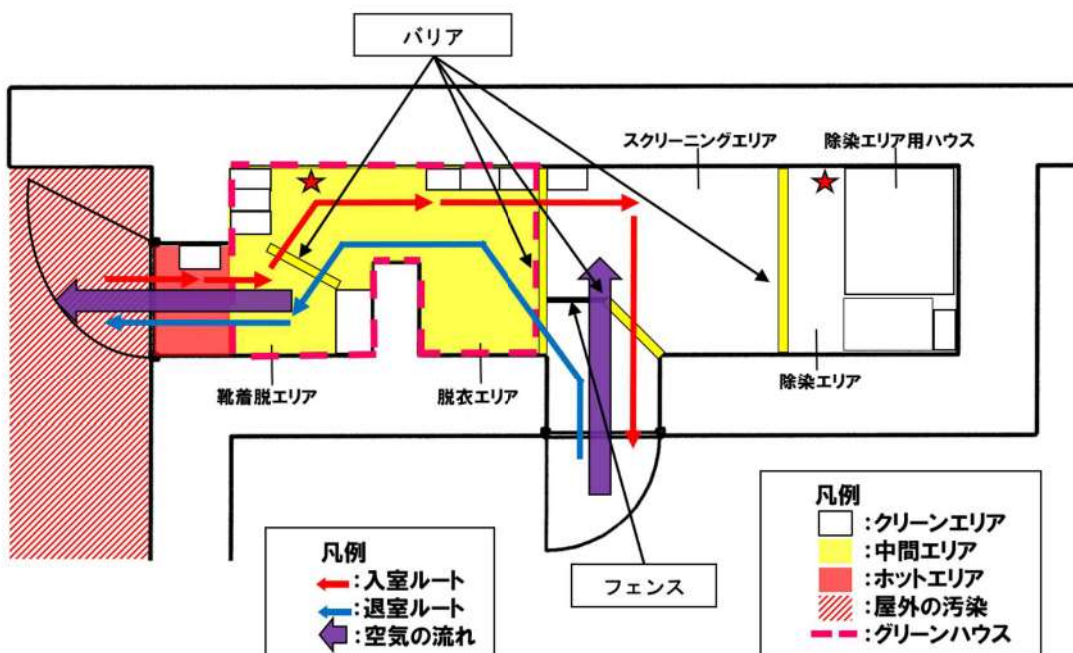 バリア
スクリーニングエリア
除染エリア用ハウス
靴着脱エリア
脱衣エリア
除染エリア
フェンス
凡例
:入室ルート
:退室ルート
:空気の流れ
凡例
:クリーンエリア
:中間エリア
:ホットエリア
:屋外の汚染
:グリーンハウス